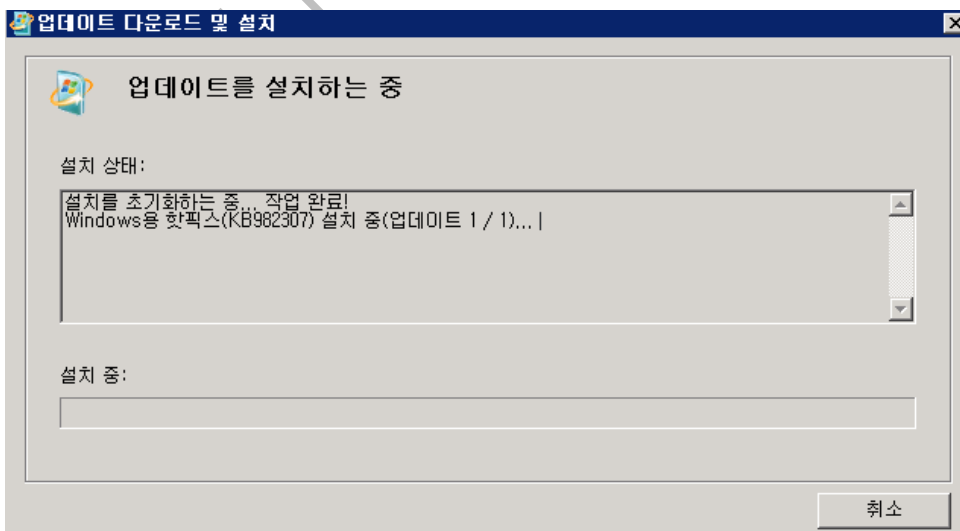 업데이트 다운로드 및 설치
업데이트를 설치하는 중
설치 상태:
설치를 초기화하는 중... 작업 완료!
Windows용 핫픽스(KB982307) 설치 중(업데이트 1 / 1)...
설치 중:
취소